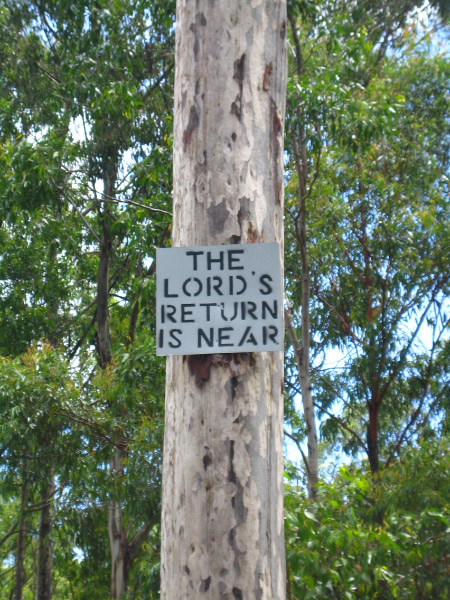 THE
LORD'S
RETURN
IS NEAR